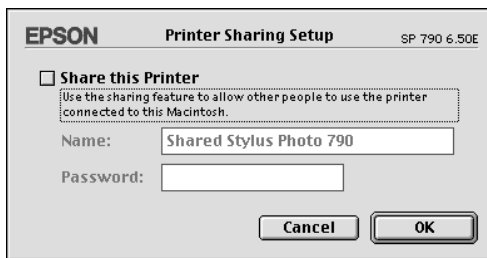 EPSON Printer Sharing Setup SP 790 6.50E
Share this Printer
Use the sharing feature to allow other people to use the printer
connected to this Macintosh.
Name: Shared Stylus Photo 790
Password:
Cancel OK